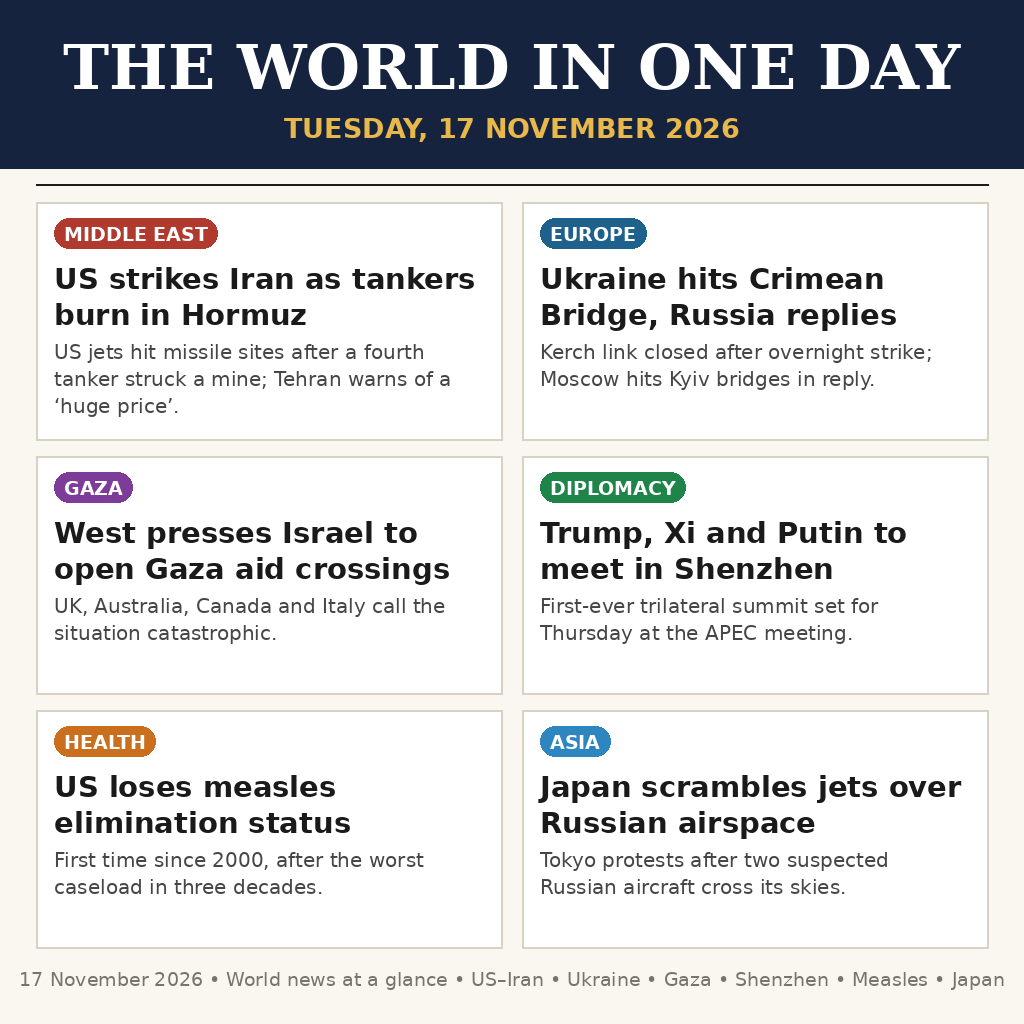 THE WORLD IN ONE DAY
TUESDAY, 17 NOVEMBER 2026
MIDDLE EAST
US strikes Iran as tankers
burn in Hormuz
US jets hit missile sites after a fourth
tanker struck a mine; Tehran warns of a
‘huge price’.
EUROPE
Ukraine hits Crimean
Bridge, Russia replies
Kerch link closed after overnight strike;
Moscow hits Kyiv bridges in reply.
GAZA
West presses Israel to
open Gaza aid crossings
UK, Australia, Canada and Italy call the
situation catastrophic.
DIPLOMACY
Trump, Xi and Putin to
meet in Shenzhen
First-ever trilateral summit set for
Thursday at the APEC meeting.
HEALTH
US loses measles
elimination status
First time since 2000, after the worst
caseload in three decades.
ASIA
Japan scrambles jets over
Russian airspace
Tokyo protests after two suspected
Russian aircraft cross its skies.
17 November 2026 • World news at a glance • US–Iran • Ukraine • Gaza • Shenzhen • Measles • Japan